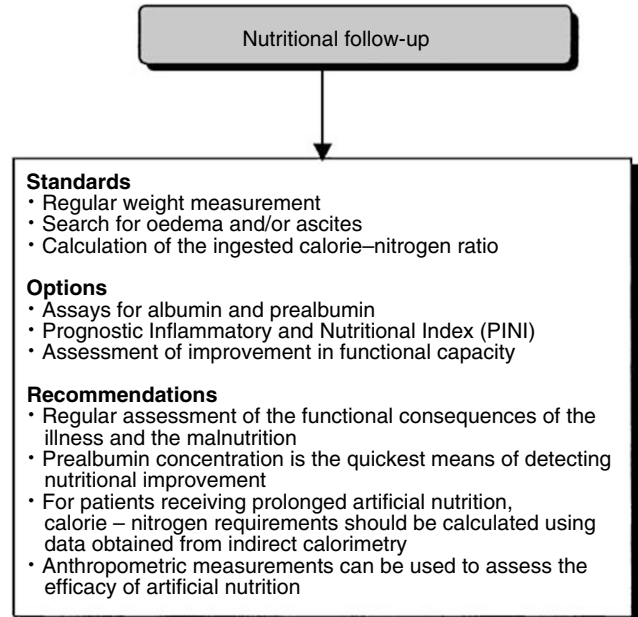 Nutritional follow-up
Standards
· Regular weight measurement
· Search for oedema and/or ascites
· Calculation of the ingested calorie–nitrogen ratio
Options
· Assays for albumin and prealbumin
· Prognostic Inflammatory and Nutritional Index (PINI)
· Assessment of improvement in functional capacity
Recommendations
· Regular assessment of the functional consequences of the
illness and the malnutrition
· Prealbumin concentration is the quickest means of detecting
nutritional improvement
· For patients receiving prolonged artificial nutrition,
calorie – nitrogen requirements should be calculated using
data obtained from indirect calorimetry
· Anthropometric measurements can be used to assess the
efficacy of artificial nutrition